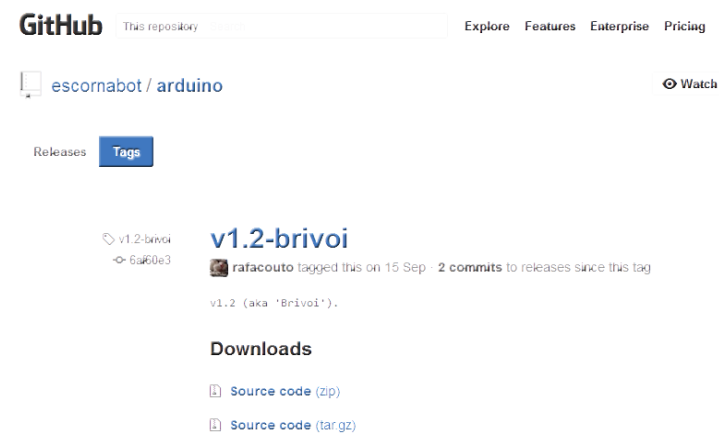 GitHub This repository Explore Features Enterprise Pricing
escornabot / arduino Watch
Releases Tags
v1.2-brivoi v1.2-brivoi
6af60e3 rafacouto tagged this on 15 Sep · 2 commits to releases since this tag
v1.2 (aka 'Brivoi').
Downloads
Source code (zip)
Source code (tar.gz)